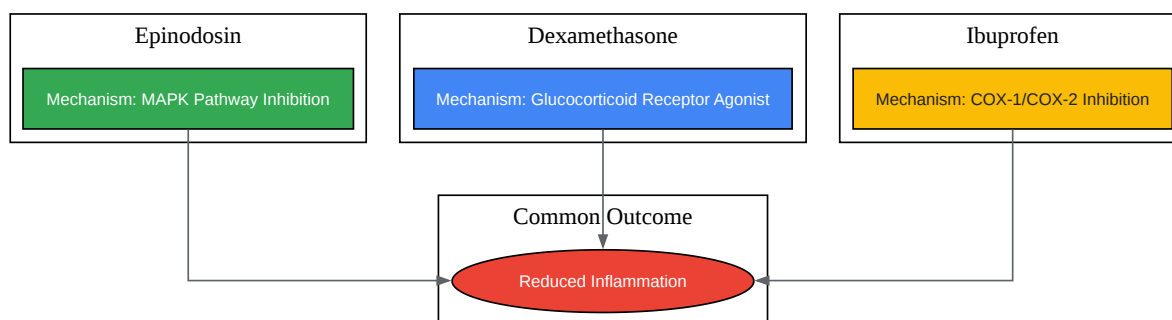 Epinodosin
Dexamethasone
Ibuprofen
Mechanism: MAPK Pathway Inhibition
Mechanism: Glucocorticoid Receptor Agonist
Mechanism: COX-1/COX-2 Inhibition
Common Outcome
Reduced Inflammation